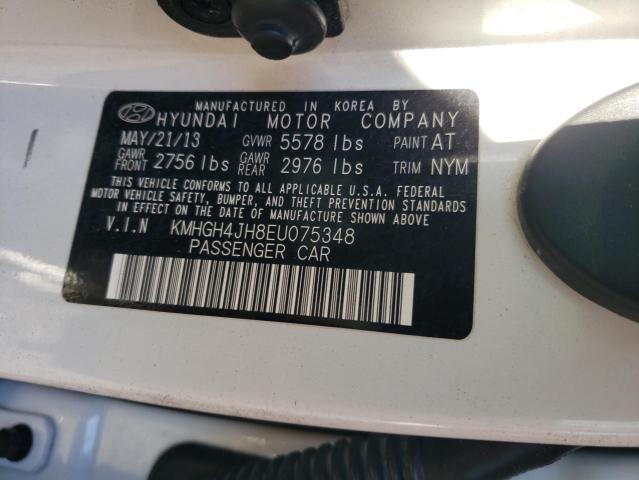 MANUFACTURED IN KOREA BY
HYUNDAI MOTOR COMPANY
MAY/21/13 GVWR 5578 lbs PAINT AT
GAWR FRONT 2756 lbs GAWR REAR 2976 lbs TRIM NYM
THIS VEHICLE CONFORMS TO ALL APPLICABLE U.S.A. FEDERAL
MOTOR VEHICLE SAFETY, BUMPER, AND THEFT PREVENTION STANDARDS
IN EFFECT ON THE DATE OF MANUFACTURE SHOWN ABOVE.
V.I.N KMHGH4JH8EU075348
PASSENGER CAR